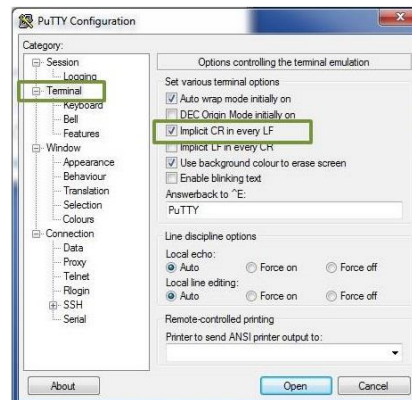 PuTTY Configuration
Category:
Session
Logging
Terminal
Keyboard
Bell
Features
Window
Appearance
Behaviour
Translation
Selection
Colours
Connection
Data
Proxy
Telnet
Rlogin
SSH
Serial
Options controlling the terminal emulation
Set various terminal options
Auto wrap mode initially on
DEC Origin Mode initially on
Implicit CR in every LF
Implicit LF in every CR
Use background colour to erase screen
Enable blinking text
Answerback to ^E:
PuTTY
Line discipline options
Local echo:
Auto Force on Force off
Local line editing:
Auto Force on Force off
Remote-controlled printing
Printer to send ANSI printer output to:
About Open Cancel